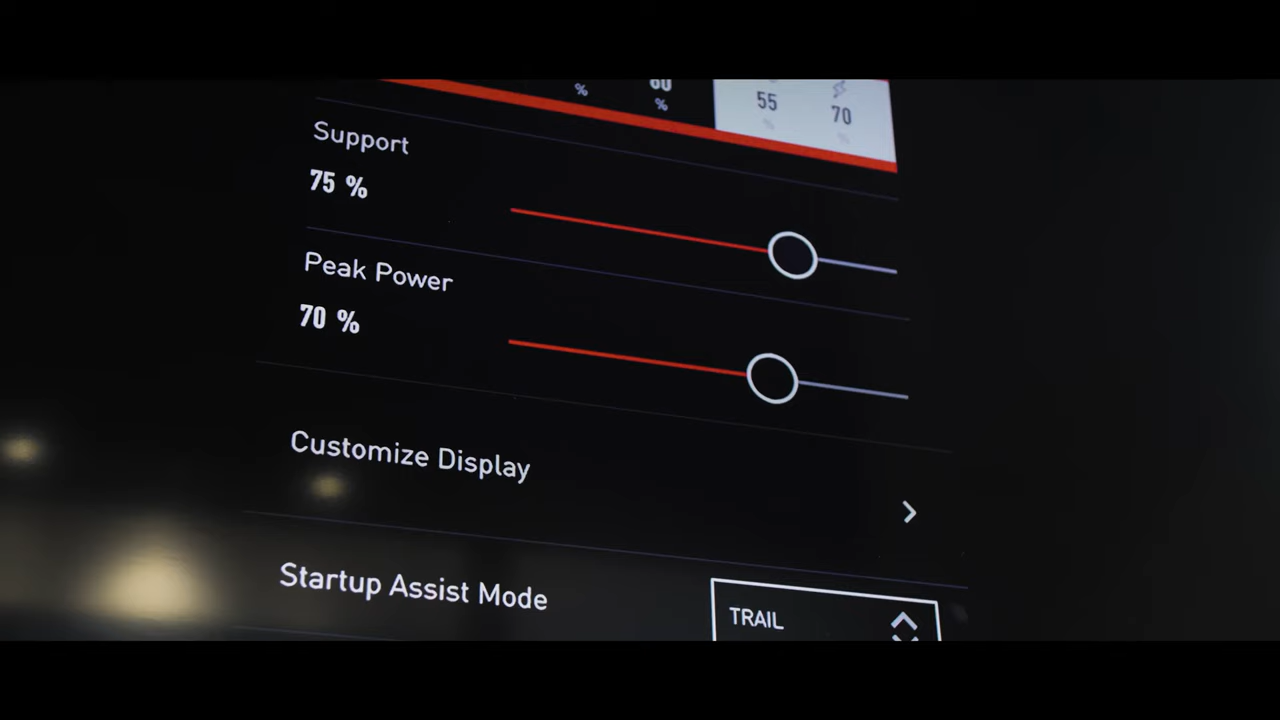 % 60 55 70
% % %
Support
75 %
Peak Power
70 %
Customize Display
Startup Assist Mode
TRAIL